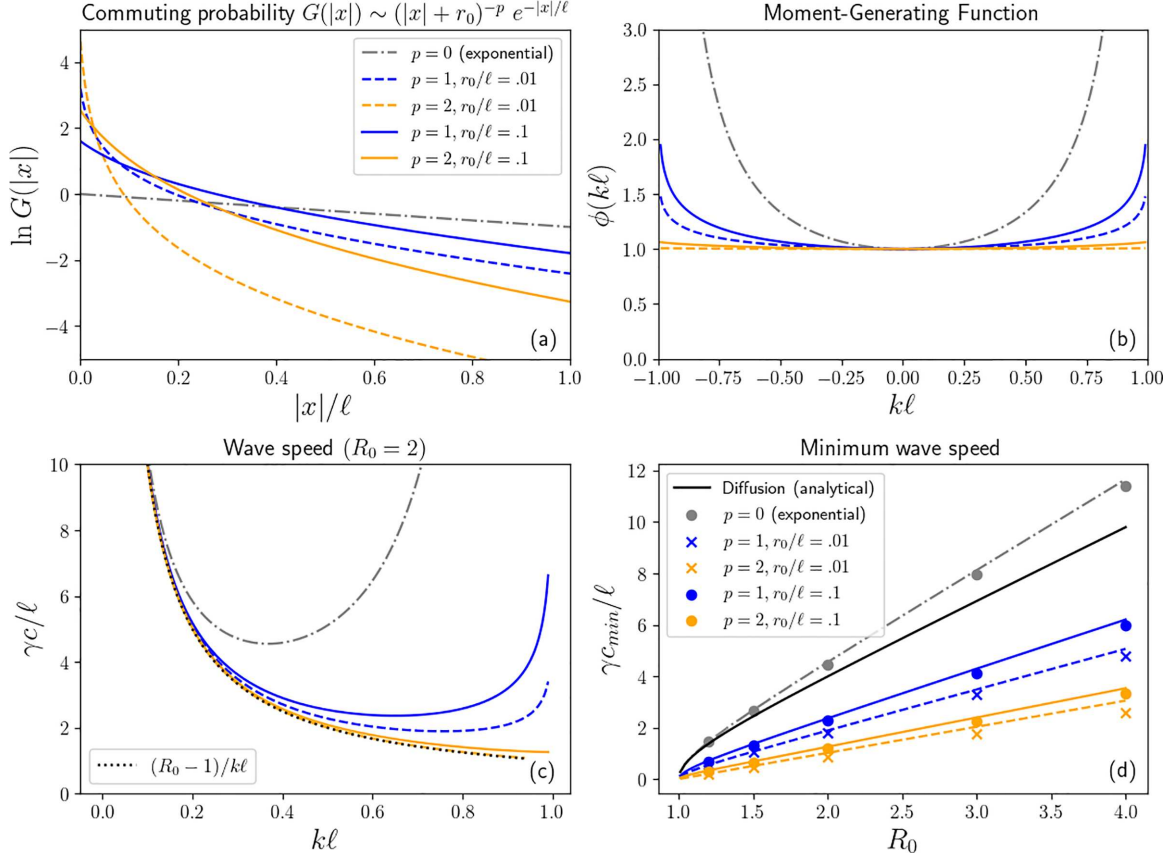 Commuting probability G(|x|) ∼ (|x| + r₀)⁻ᵖ e^{−|x|/ℓ}
ln G(|x|)
4
2
0
−2
−4
p = 0 (exponential)
p = 1, r₀/ℓ = .01
p = 2, r₀/ℓ = .01
p = 1, r₀/ℓ = .1
p = 2, r₀/ℓ = .1
(a)
0.0 0.2 0.4 0.6 0.8 1.0
|x|/ℓ
Moment-Generating Function
ϕ(kℓ)
3.0
2.5
2.0
1.5
1.0
0.5
0.0
(b)
−1.00 −0.75 −0.50 −0.25 0.00 0.25 0.50 0.75 1.00
kℓ
Wave speed (R₀ = 2)
γc/ℓ
10
8
6
4
2
0
(R₀ − 1)/kℓ
(c)
0.0 0.2 0.4 0.6 0.8 1.0
kℓ
Minimum wave speed
γc_{min}/ℓ
12
10
8
6
4
2
0
Diffusion (analytical)
p = 0 (exponential)
p = 1, r₀/ℓ = .01
p = 2, r₀/ℓ = .01
p = 1, r₀/ℓ = .1
p = 2, r₀/ℓ = .1
(d)
1.0 1.5 2.0 2.5 3.0 3.5 4.0
R₀